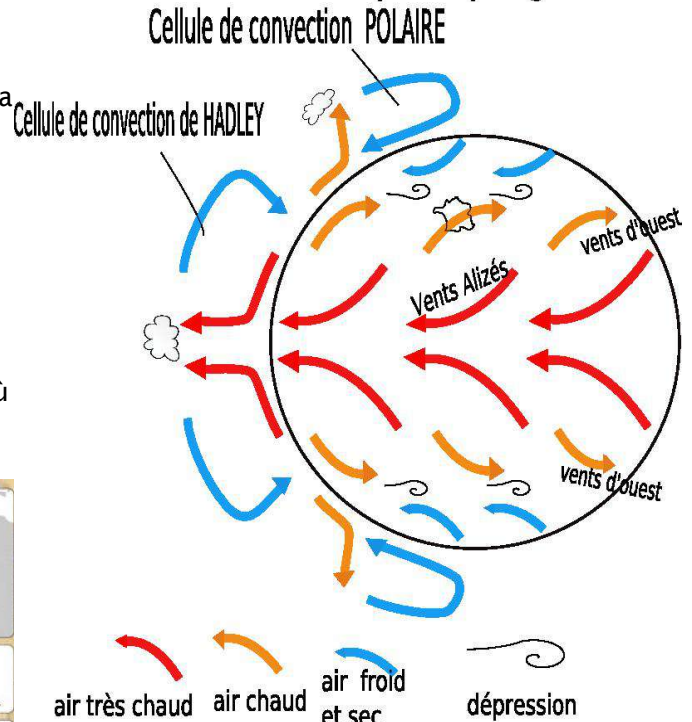 Cellule de convection POLAIRE
a
Cellule de convection de HADLEY
vents d'ouest
Vents Alizés
vents d'ouest
air très chaud
air chaud
air froid
et sec
dépression